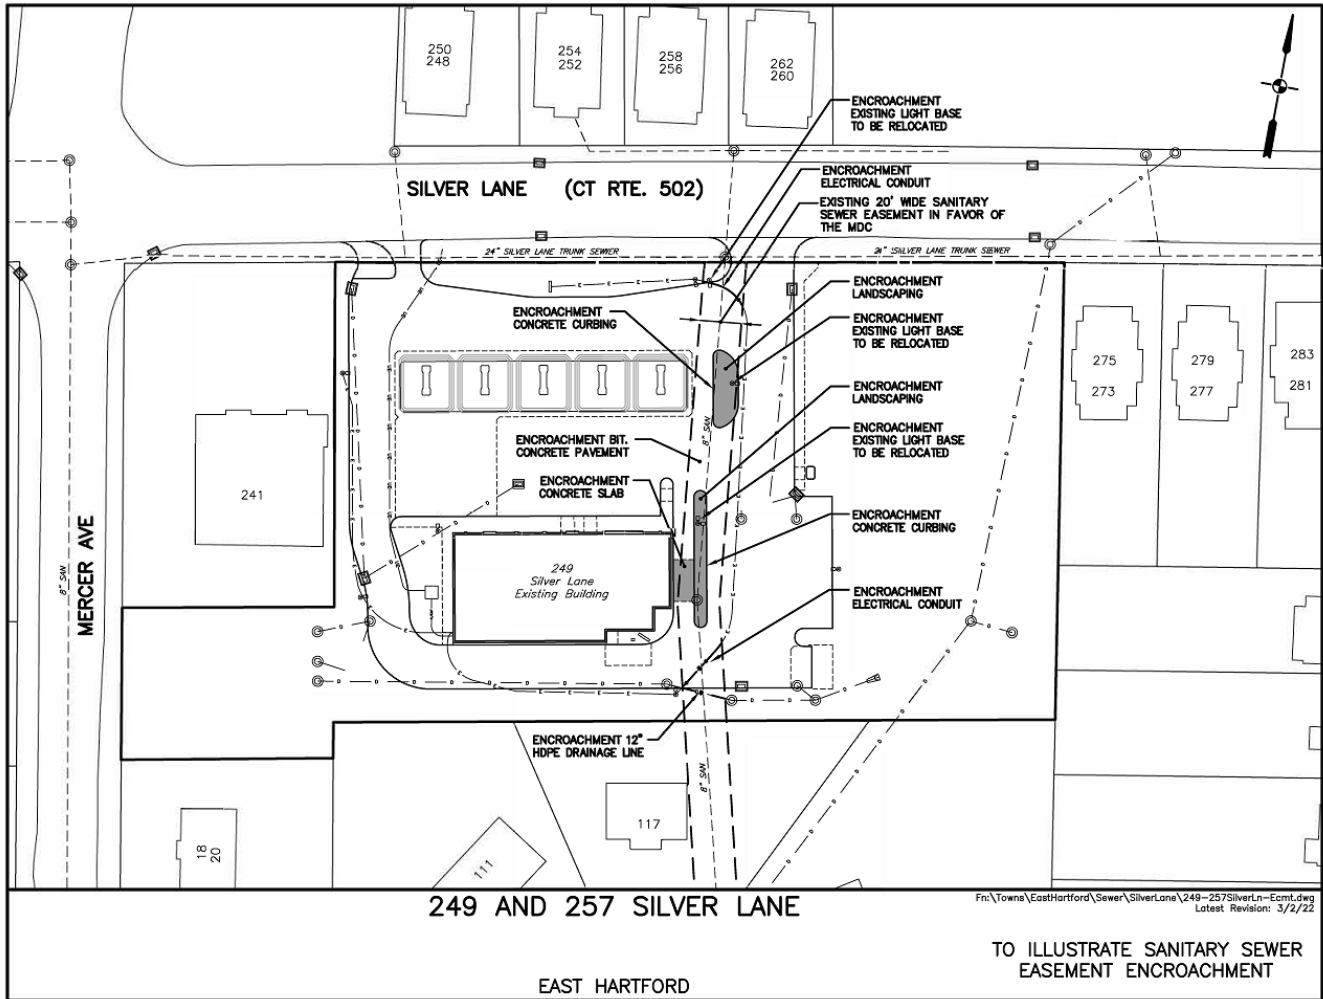 250
248
254
252
258
256
262
260
ENCROACHMENT
EXISTING LIGHT BASE
TO BE RELOCATED
SILVER LANE (CT RTE. 502)
ENCROACHMENT
ELECTRICAL CONDUIT
EXISTING 20' WIDE SANITARY
SEWER EASEMENT IN FAVOR OF
THE MDC
24" SILVER LANE TRUNK SEWER
24" SILVER LANE TRUNK SEWER
ENCROACHMENT
LANDSCAPING
ENCROACHMENT
CONCRETE CURBING
ENCROACHMENT
EXISTING LIGHT BASE
TO BE RELOCATED
275
273
279
277
283
281
ENCROACHMENT
LANDSCAPING
8" SAN
ENCROACHMENT BIT.
CONCRETE PAVEMENT
ENCROACHMENT
EXISTING LIGHT BASE
TO BE RELOCATED
ENCROACHMENT
CONCRETE SLAB
241
ENCROACHMENT
CONCRETE CURBING
249
Silver Lane
Existing Building
8" SAN
MERCER AVE
ENCROACHMENT
ELECTRICAL CONDUIT
ENCROACHMENT 12"
HDPE DRAINAGE LINE
8" SAN
117
111
18
20
249 AND 257 SILVER LANE
Fn:\Towns\EastHartford\Sewer\SilverLane\249-257SilverLn-Ecmt.dwg
Latest Revision: 3/2/22
TO ILLUSTRATE SANITARY SEWER
EASEMENT ENCROACHMENT
EAST HARTFORD